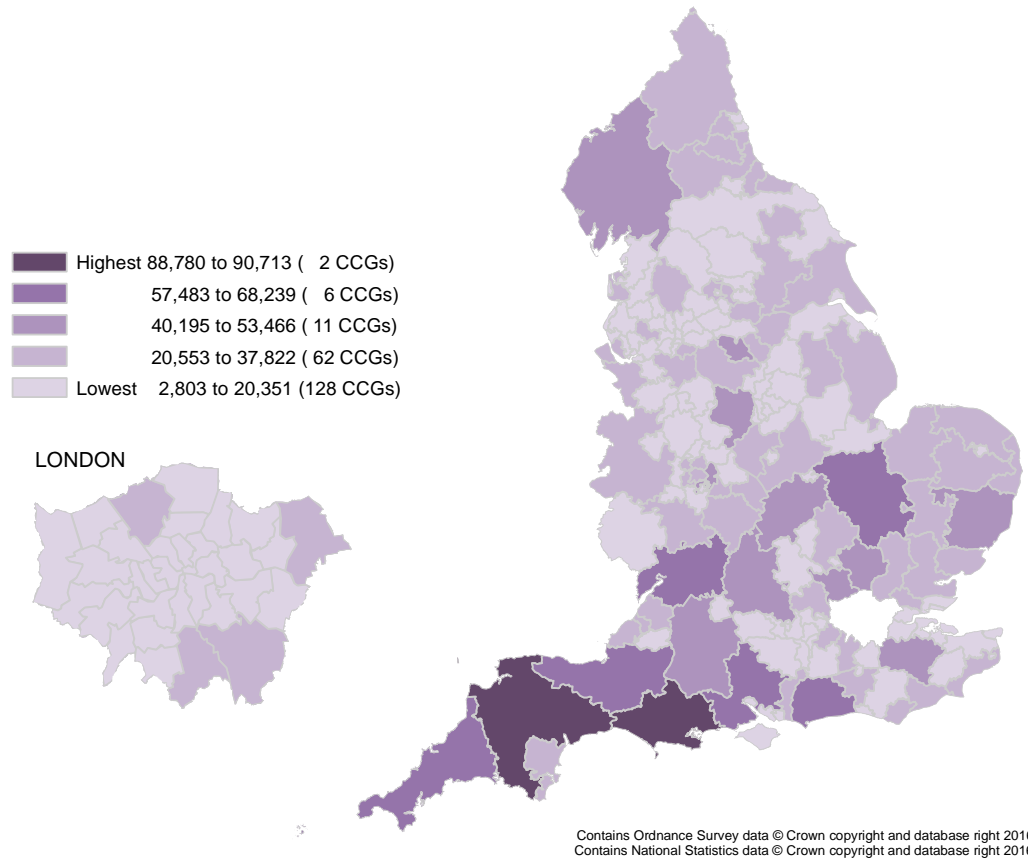 Highest 88,780 to 90,713 ( 2 CCGs)
57,483 to 68,239 ( 6 CCGs)
40,195 to 53,466 ( 11 CCGs)
20,553 to 37,822 ( 62 CCGs)
Lowest 2,803 to 20,351 (128 CCGs)
LONDON
Contains Ordnance Survey data © Crown copyright and database right 2016
Contains National Statistics data © Crown copyright and database right 2016